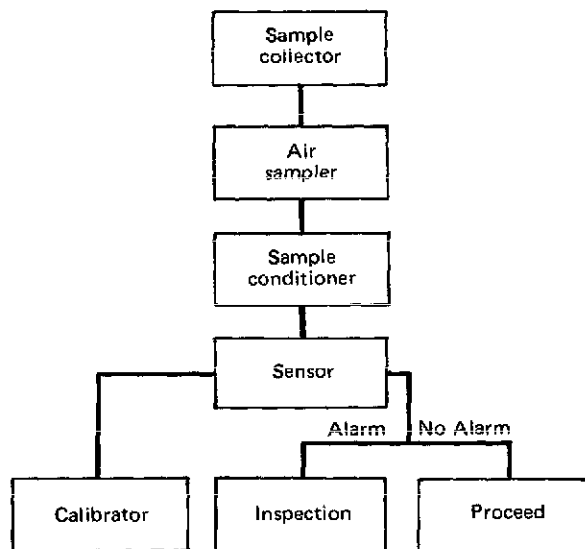 Sample
collector
Air
sampler
Sample
conditioner
Sensor
Alarm No Alarm
Calibrator
Inspection
Proceed